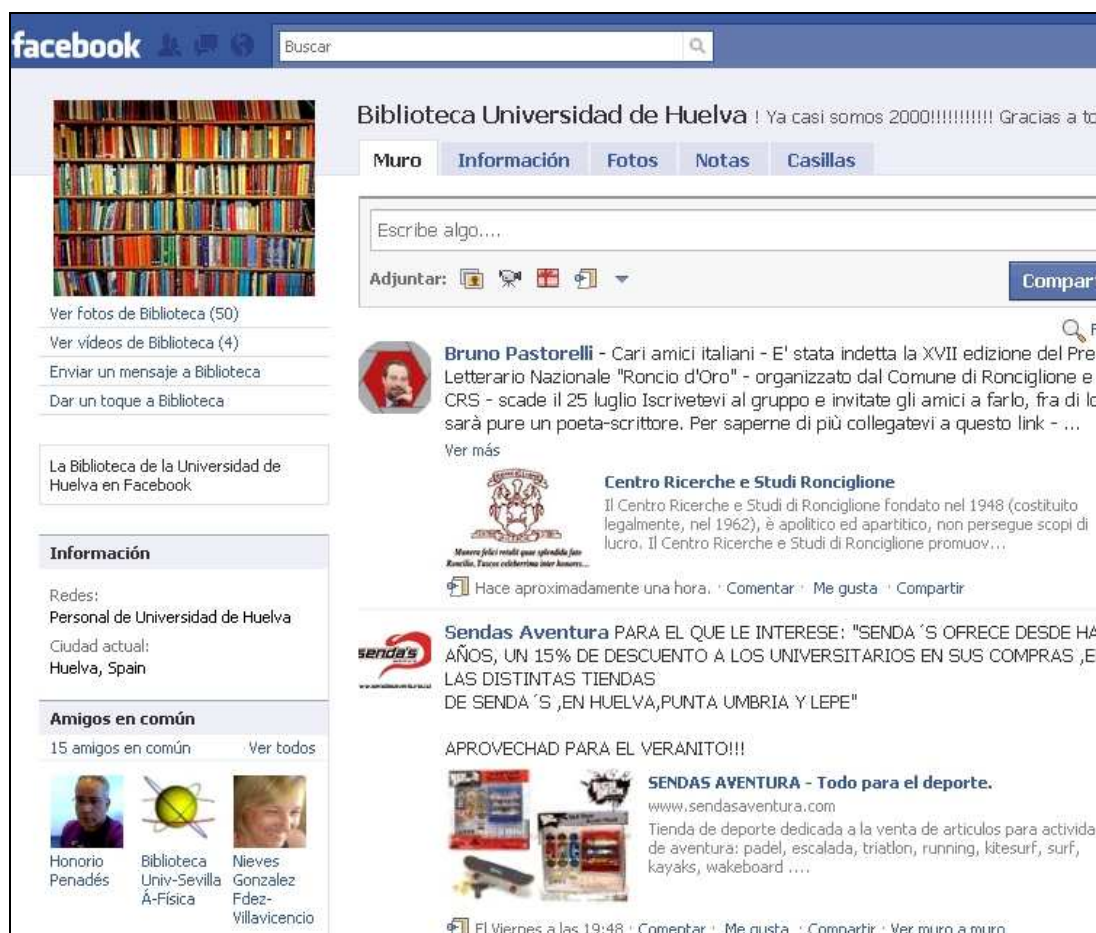 facebook
Buscar
Biblioteca Universidad de Huelva ! Ya casi somos 2000!!!!!!!!!!! Gracias a
Muro Información Fotos Notas Casillas
Escribe algo....
Adjuntar:
Compart
Ver fotos de Biblioteca (50)
Ver vídeos de Biblioteca (4)
Enviar un mensaje a Biblioteca
Dar un toque a Biblioteca
La Biblioteca de la Universidad de
Huelva en Facebook
Información
Redes:
Personal de Universidad de Huelva
Ciudad actual:
Huelva, Spain
Amigos en común
15 amigos en común Ver todos
Honorio
Penadés
Biblioteca
Univ-Sevilla
Á-Física
Nieves
Gonzalez
Fdez-
Villavicencio
Bruno Pastorelli - Cari amici italiani - E' stata indetta la XVII edizione del Pre
Letterario Nazionale "Roncio d'Oro" - organizzato dal Comune di Ronciglione e
CRS - scade il 25 luglio Iscrivetevi al gruppo e invitate gli amici a farlo, fra di lo
sarà pure un poeta-scrittore. Per saperne di più collegatevi a questo link - ...
Ver más
Centro Ricerche e Studi Ronciglione
Il Centro Ricerche e Studi di Ronciglione fondato nel 1948 (costituito
legalmente, nel 1962), è apolitico ed apartitico, non persegue scopi di
lucro. Il Centro Ricerche e Studi di Ronciglione promuov...
Hace aproximadamente una hora. · Comentar · Me gusta · Compartir
senda's
Sendas Aventura PARA EL QUE LE INTERESE: "SENDA ´S OFRECE DESDE HA
AÑOS, UN 15% DE DESCUENTO A LOS UNIVERSITARIOS EN SUS COMPRAS ,E
LAS DISTINTAS TIENDAS
DE SENDA ´S ,EN HUELVA,PUNTA UMBRIA Y LEPE"
APROVECHAD PARA EL VERANITO!!!
SENDAS AVENTURA - Todo para el deporte.
www.sendasaventura.com
Tienda de deporte dedicada a la venta de articulos para activida
de aventura: padel, escalada, triatlon, running, kitesurf, surf,
kayaks, wakeboard ....
El Viernes a las 19:48 · Comentar · Me gusta · Compartir · Ver muro a muro